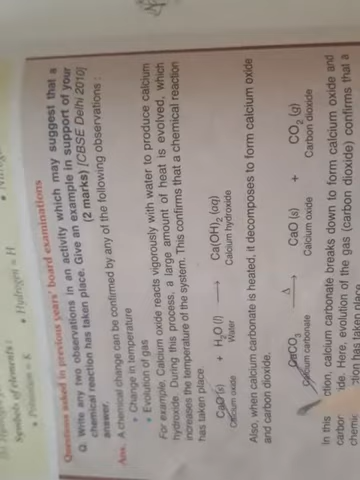 Symbols of elements :
• Hydrogen = H
Questions asked in previous years' board examinations
Q. Write any two observations in an activity which may suggest that a
chemical reaction has taken place. Give an example in support of your
answer. (2 marks) [CBSE Delhi 2010]
Ans. A chemical change can be confirmed by any of the following observations :
• Change in temperature
• Evolution of gas
For example, Calcium oxide reacts vigorously with water to produce calcium
hydroxide. During this process, a large amount of heat is evolved, which
increases the temperature of the system. This confirms that a chemical reaction
has taken place.
CaO (s) + H2O (l) → Ca(OH)2 (aq)
Calcium oxide Water Calcium hydroxide
Also, when calcium carbonate is heated, it decomposes to form calcium oxide
and carbon dioxide.
CaCO3 →Δ CaO (s) + CO2 (g)
Calcium carbonate Calcium oxide Carbon dioxide
In this ction, calcium carbonate breaks down to form calcium oxide and
carbor ide. Here, evolution of the gas (carbon dioxide) confirms that a
chemic tion has taken place